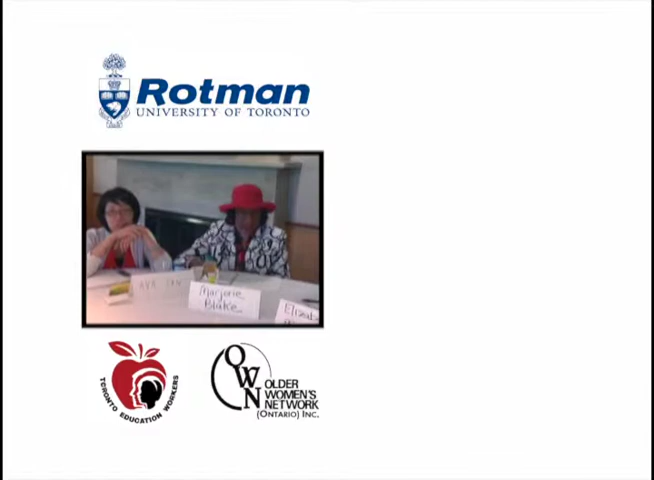 Rotman
UNIVERSITY OF TORONTO
Marjorie
Blake
TORONTO EDUCATION WORKERS
OWN
OLDER
WOMEN'S
NETWORK
(ONTARIO) INC.